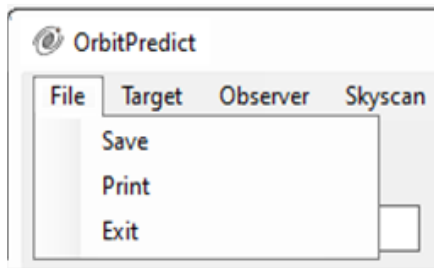 OrbitPredict
File Target Observer Skyscan
Save
Print
Exit